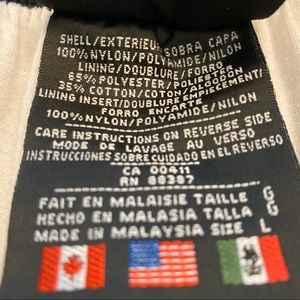 SHELL/EXTERIEUR/SOBRA CAPA
100% NYLON/POLYAMIDE/NILON
LINING/DOUBLURE/FORRO
65% POLYESTER/POLYESTER
35% COTTON/COTON/ALGODON
LINING INSERT/DOUBLURE EMPIECEMENT/
FORRO ENCARTE
100% NYLON/POLYAMIDE/NILON
CARE INSTRUCTIONS ON REVERSE SIDE
MODE DE LAVAGE AU VERSO
INSTRUCCIONES SOBRE CUIDADO EN EL REVERSO
CA 00411
RN 88387
FAIT EN MALAISIE TAILLE G
HECHO EN MALASIA TALLA G
MADE IN MALAYSIA SIZE L